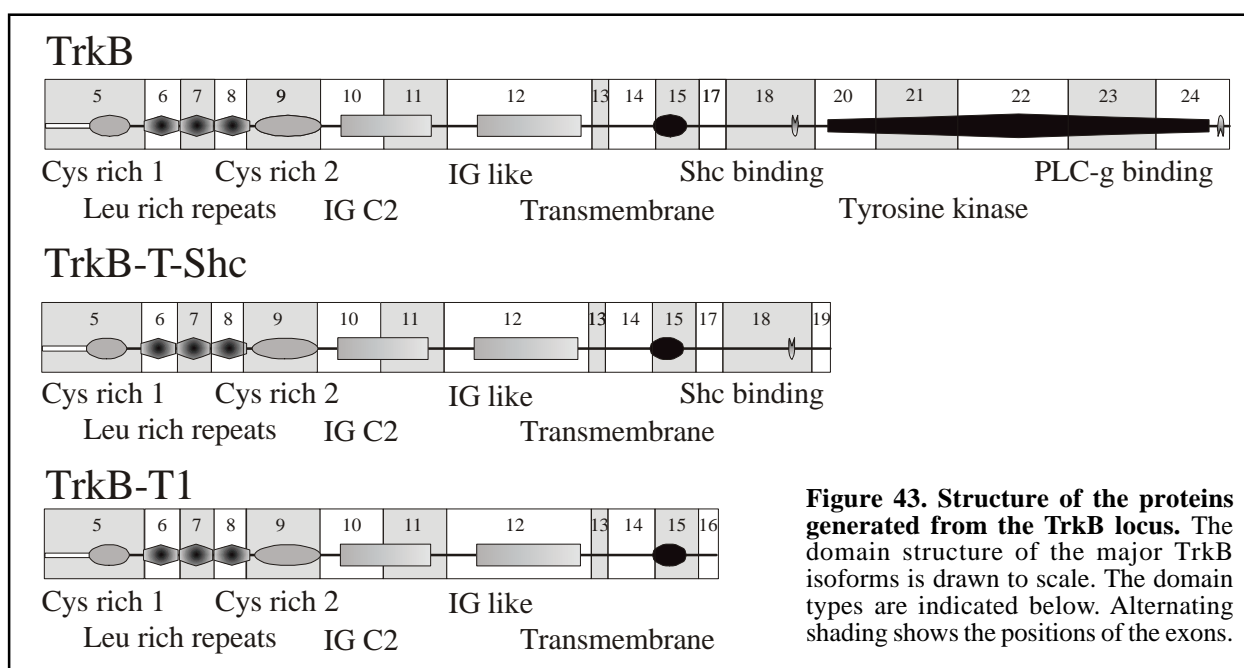 TrkB
5 6 7 8 9 10 11 12 13 14 15 17 18 20 21 22 23 24
Cys rich 1 Cys rich 2 IG like Shc binding PLC-g binding
Leu rich repeats IG C2 Transmembrane Tyrosine kinase
TrkB-T-Shc
5 6 7 8 9 10 11 12 13 14 15 17 18 19
Cys rich 1 Cys rich 2 IG like Shc binding
Leu rich repeats IG C2 Transmembrane
TrkB-T1
5 6 7 8 9 10 11 12 13 14 15 16
Cys rich 1 Cys rich 2 IG like
Leu rich repeats IG C2 Transmembrane
Figure 43. Structure of the proteins
generated from the TrkB locus. The
domain structure of the major TrkB
isoforms is drawn to scale. The domain
types are indicated below. Alternating
shading shows the positions of the exons.